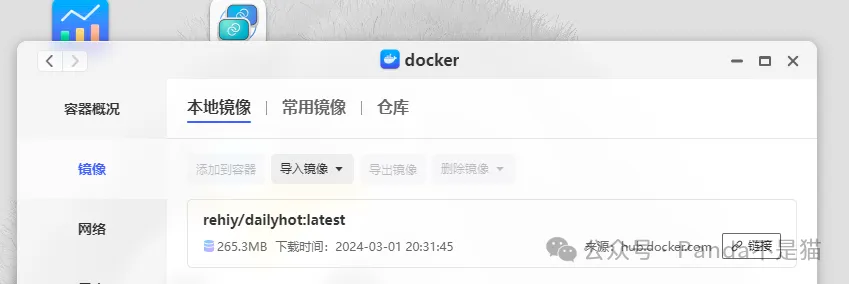 docker
容器概况
本地镜像 | 常用镜像 | 仓库
镜像
添加到容器 导入镜像 导出镜像 删除镜像
rehiy/dailyhot:latest
265.3MB 下载时间：2024-03-01 20:31:45 来源：hub.docker.com 链接
网络
公众号 · Panda不是猫